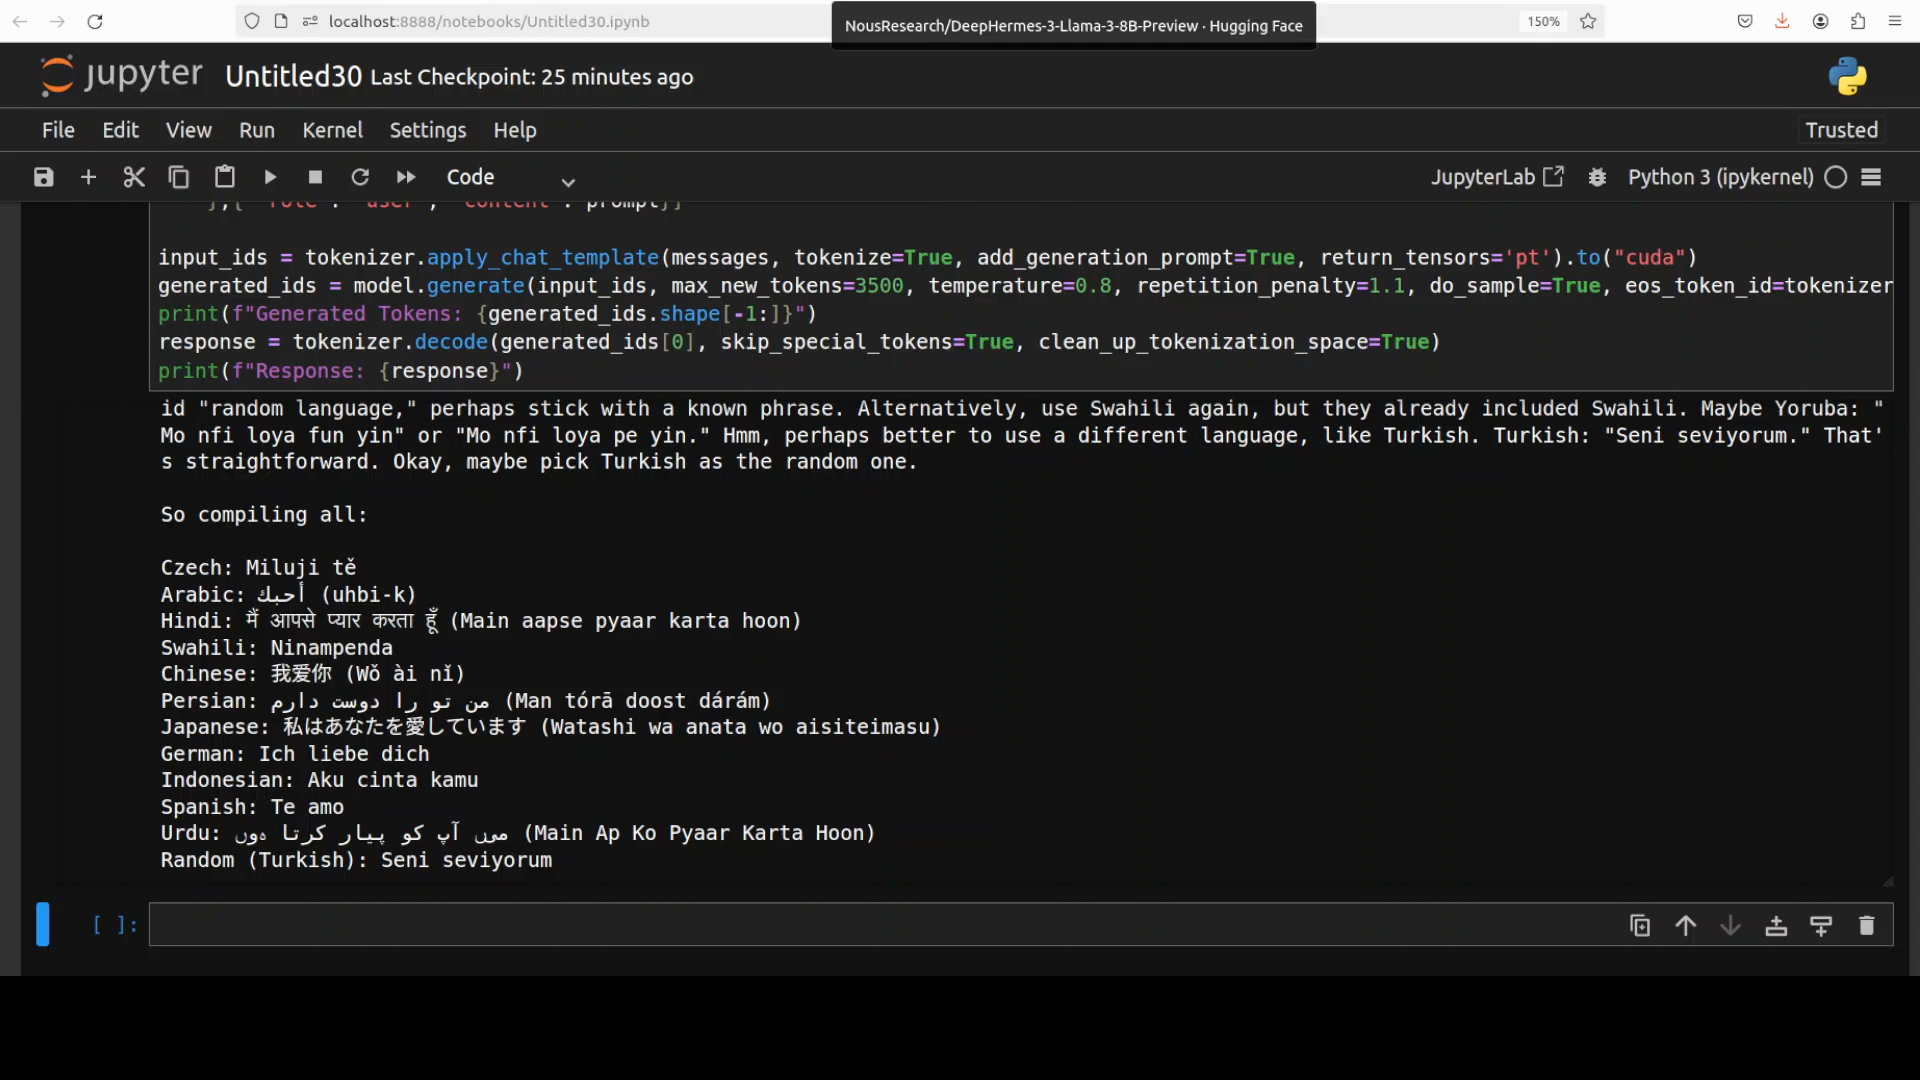 localhost:8888/notebooks/Untitled30.ipynb
NousResearch/DeepHermes-3-Llama-3-8B-Preview · Hugging Face
150%
jupyter Untitled30 Last Checkpoint: 25 minutes ago
File Edit View Run Kernel Settings Help
Trusted
Code
JupyterLab
Python 3 (ipykernel)
},{ "role": "user", "content": prompt}]
input_ids = tokenizer.apply_chat_template(messages, tokenize=True, add_generation_prompt=True, return_tensors='pt').to("cuda")
generated_ids = model.generate(input_ids, max_new_tokens=3500, temperature=0.8, repetition_penalty=1.1, do_sample=True, eos_token_id=tokenizer
print(f"Generated Tokens: {generated_ids.shape[-1:]}")
response = tokenizer.decode(generated_ids[0], skip_special_tokens=True, clean_up_tokenization_space=True)
print(f"Response: {response}")
id "random language," perhaps stick with a known phrase. Alternatively, use Swahili again, but they already included Swahili. Maybe Yoruba: "
Mo nfi loya fun yin" or "Mo nfi loya pe yin." Hmm, perhaps better to use a different language, like Turkish. Turkish: "Seni seviyorum." That'
s straightforward. Okay, maybe pick Turkish as the random one.
So compiling all:
Czech: Miluji tě
Arabic: أحبك (uhbi-k)
Hindi: मैं आपसे प्यार करता हूँ (Main aapse pyaar karta hoon)
Swahili: Ninampenda
Chinese: 我爱你 (Wǒ ài nǐ)
Persian: من تو را دوست دارم (Man tórā doost dárám)
Japanese: 私はあなたを愛しています (Watashi wa anata wo aisiteimasu)
German: Ich liebe dich
Indonesian: Aku cinta kamu
Spanish: Te amo
Urdu: میں آپ کو پیار کرتا ہوں (Main Ap Ko Pyaar Karta Hoon)
Random (Turkish): Seni seviyorum
[ ]: